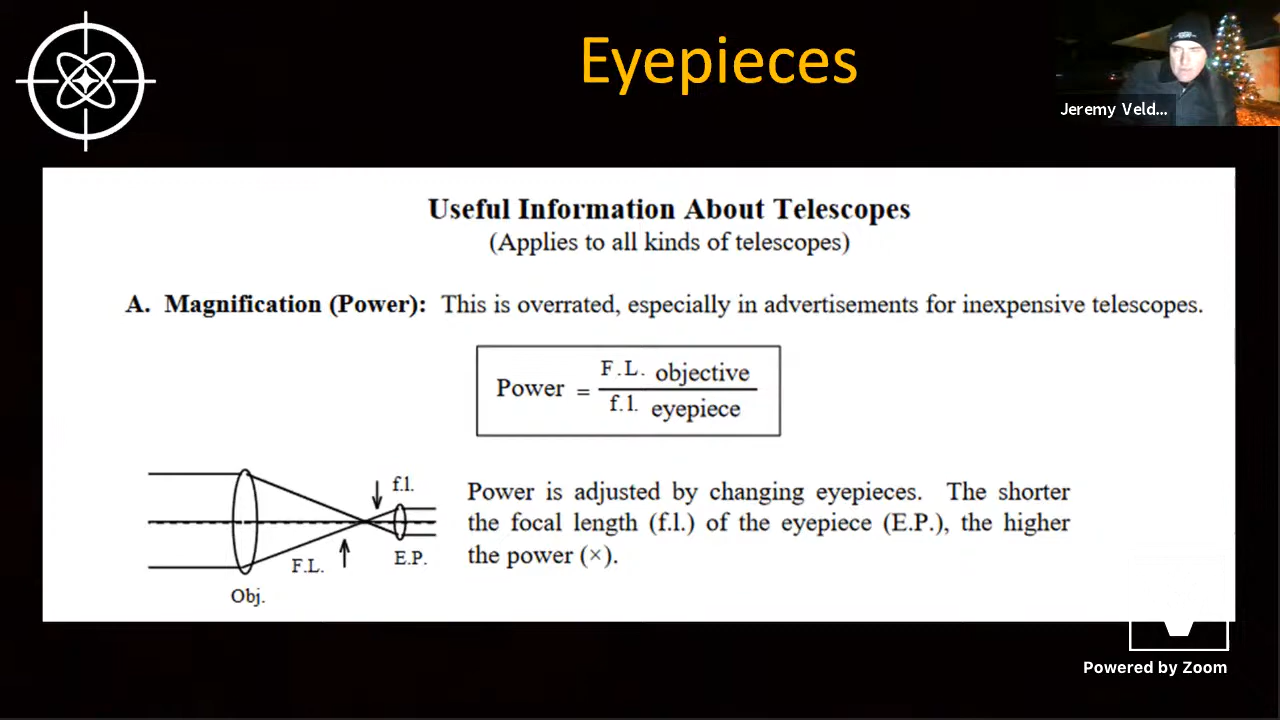 Eyepieces
Jeremy Veld...
Useful Information About Telescopes
(Applies to all kinds of telescopes)
A. Magnification (Power): This is overrated, especially in advertisements for inexpensive telescopes.
Power = F.L. objective
f.l. eyepiece
f.l.
F.L.
E.P.
Obj.
Power is adjusted by changing eyepieces. The shorter
the focal length (f.l.) of the eyepiece (E.P.), the higher
the power (×).
Powered by Zoom